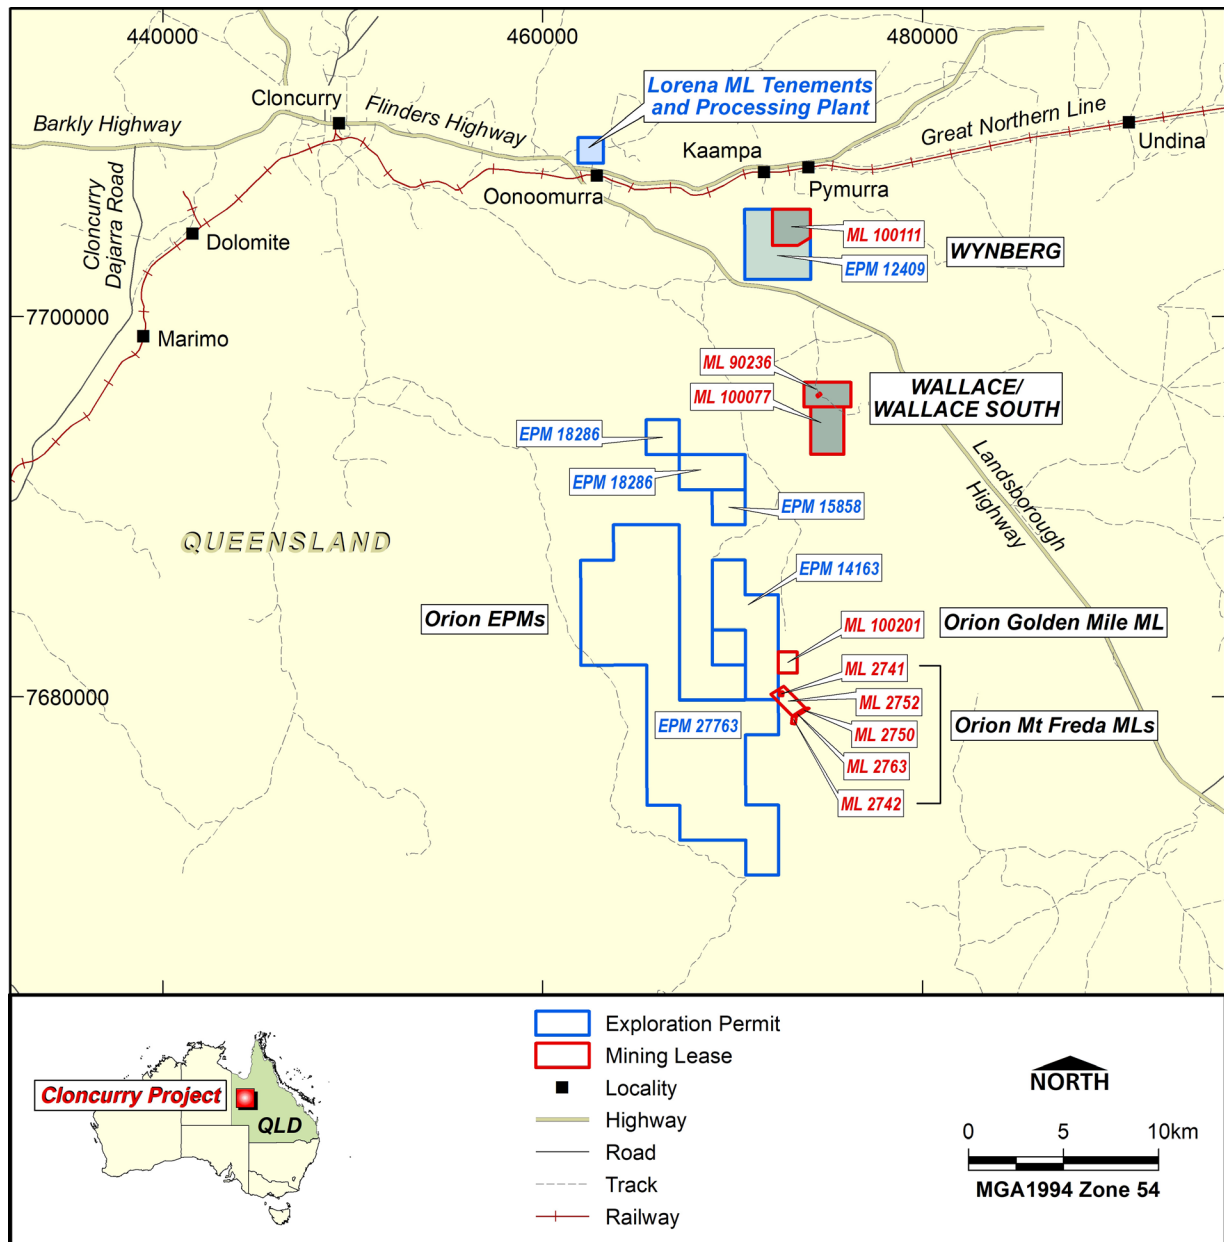 440000
460000
480000
Lorena ML Tenements
and Processing Plant
Cloncurry
Barkly Highway
Flinders Highway
Great Northern Line
Undina
Kaampa
Pymurra
Oonoomurra
Cloncurry
Dajarra Road
Dolomite
ML 100111
EPM 12409
WYNBERG
7700000
Marimo
ML 90236
ML 100077
WALLACE/
WALLACE SOUTH
EPM 18286
EPM 18286
EPM 15858
Landsborough
Highway
QUEENSLAND
EPM 14163
Orion EPMs
ML 100201
Orion Golden Mile ML
ML 2741
7680000
ML 2752
EPM 27763
ML 2750
Orion Mt Freda MLs
ML 2763
ML 2742
Cloncurry Project
QLD
Exploration Permit
Mining Lease
Locality
Highway
Road
Track
Railway
NORTH
0 5 10km
MGA1994 Zone 54